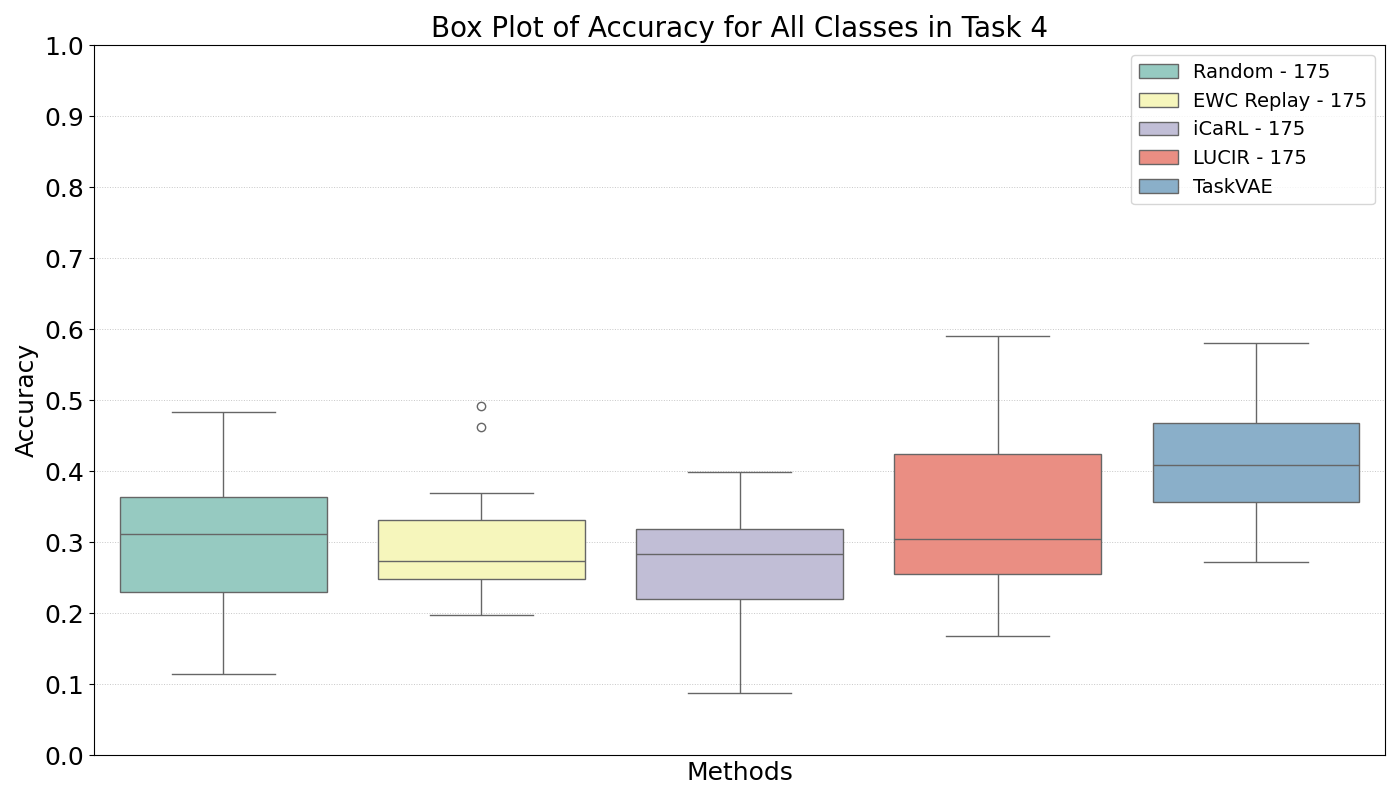 Box Plot of Accuracy for All Classes in Task 4
1.0
0.9
0.8
0.7
0.6
0.5
0.4
0.3
0.2
0.1
0.0
Accuracy
Methods
Random - 175
EWC Replay - 175
iCaRL - 175
LUCIR - 175
TaskVAE